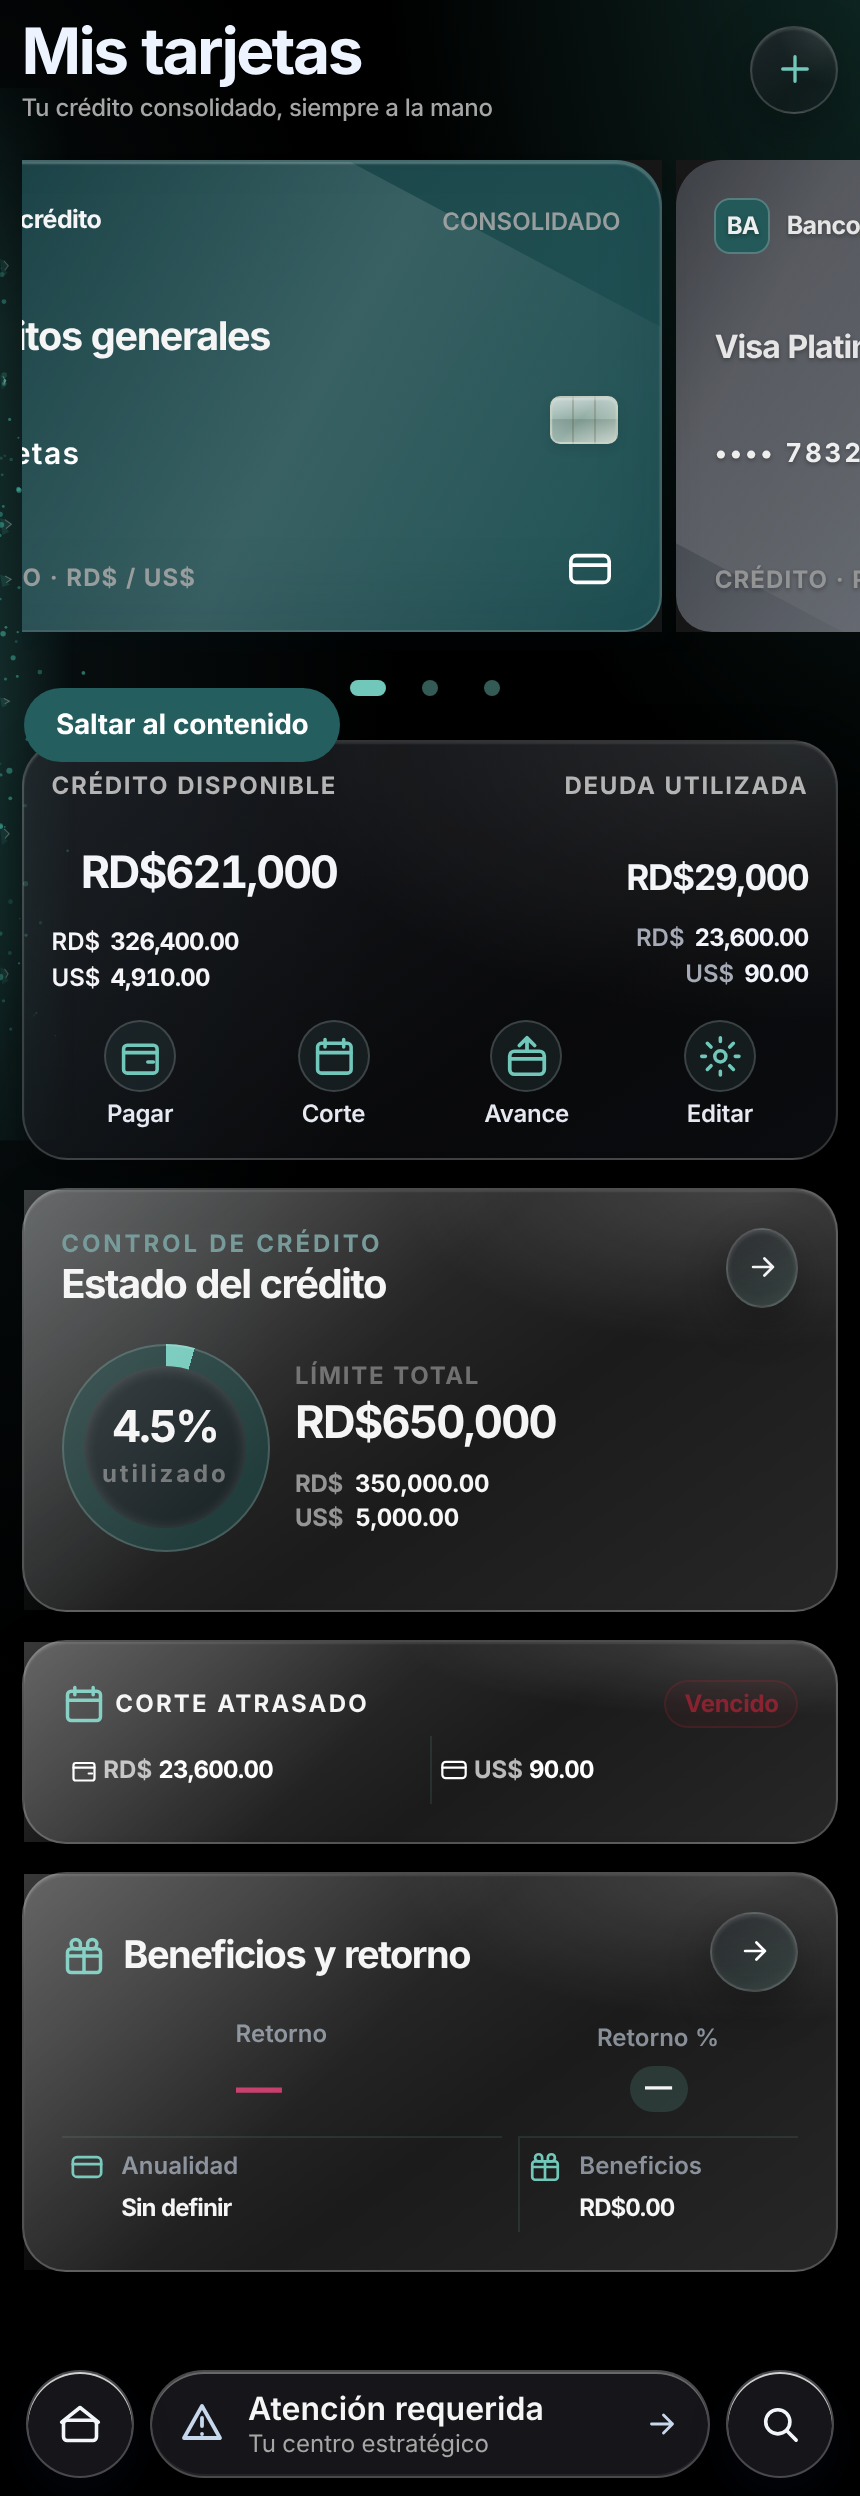 Mis tarjetas
Tu crédito consolidado, siempre a la mano
crédito
CONSOLIDADO
itos generales
etas
O · RD$ / US$
BA
Banco
Visa Platin
•••• 7832
CRÉDITO ·
Saltar al contenido
CRÉDITO DISPONIBLE
DEUDA UTILIZADA
RD$621,000
RD$29,000
RD$ 326,400.00
RD$ 23,600.00
US$ 4,910.00
US$ 90.00
Pagar
Corte
Avance
Editar
CONTROL DE CRÉDITO
Estado del crédito
4.5%
utilizado
LÍMITE TOTAL
RD$650,000
RD$ 350,000.00
US$ 5,000.00
CORTE ATRASADO
Vencido
RD$ 23,600.00
US$ 90.00
Beneficios y retorno
Retorno
Retorno %
—
—
Anualidad
Sin definir
Beneficios
RD$0.00
Atención requerida
Tu centro estratégico